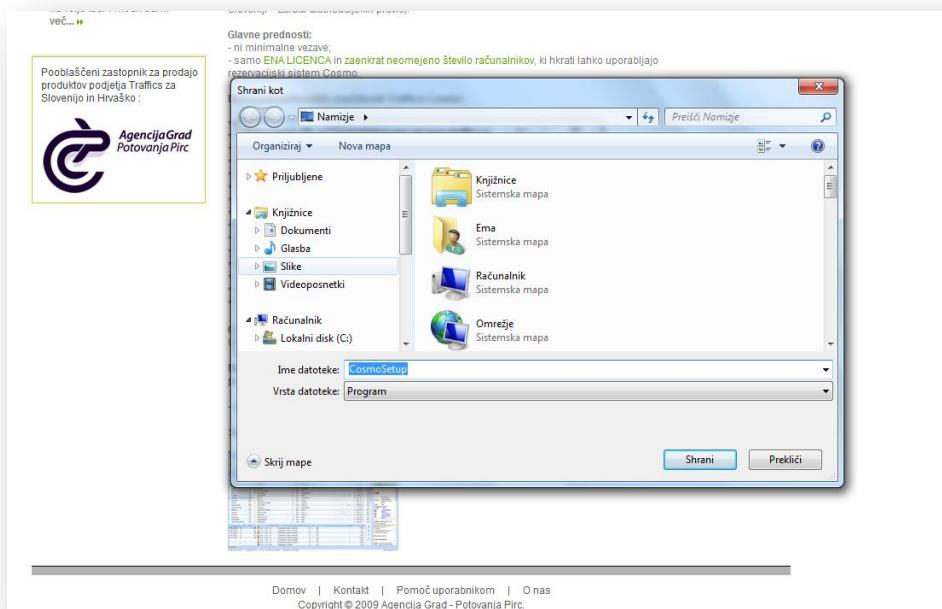 več...
Glavne prednosti:
- ni minimalne vezave;
- samo ENA LICENCA in zaenkrat neomejeno število računalnikov, ki hkrati lahko uporabljajo
rezervacijski sistem Cosmo.
Pooblaščeni zastopnik za prodajo
produktov podjetja Traffics za
Slovenijo in Hrvaško :
AgencijaGrad
Potovanja Pirc
Shrani kot
Namizje
Preišči Namizje
Organiziraj
Nova mapa
Priljubljene
Knjižnice
Dokumenti
Glasba
Slike
Videoposnetki
Računalnik
Lokalni disk (C:)
Knjižnice
Sistemska mapa
Ema
Sistemska mapa
Računalnik
Sistemska mapa
Omrežje
Sistemska mapa
Ime datoteke: CosmoSetup
Vrsta datoteke: Program
Skrij mape
Shrani
Prekliči
Domov | Kontakt | Pomoč uporabnikom | O nas
Copyright © 2009 Agencija Grad - Potovanja Pirc.